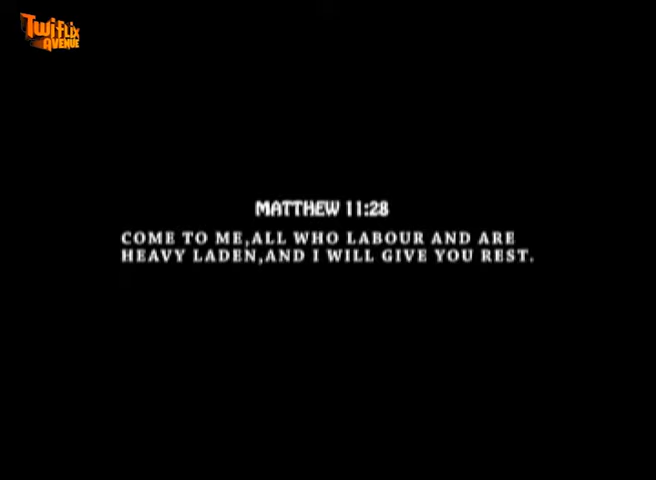 TWIFLIX
AVENUE
MATTHEW 11:28
COME TO ME,ALL WHO LABOUR AND ARE
HEAVY LADEN,AND I WILL GIVE YOU REST.